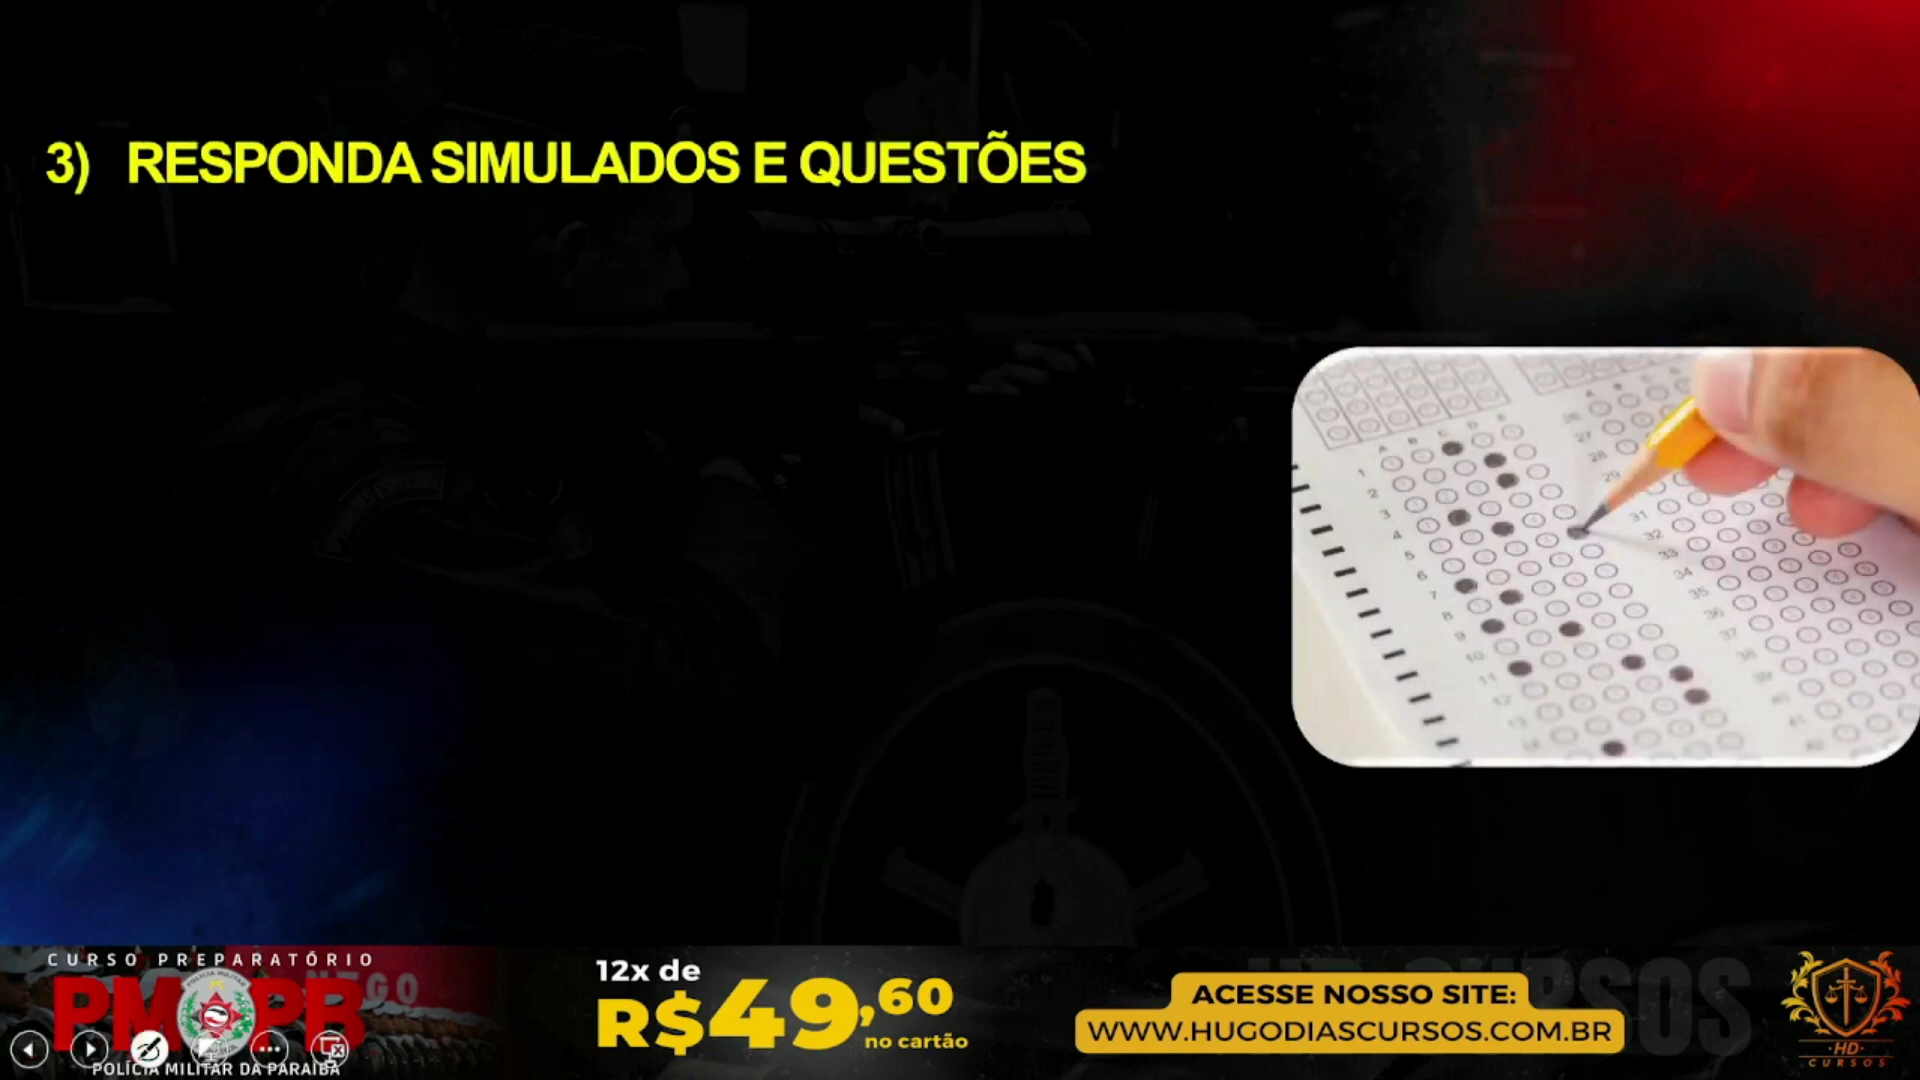 3) RESPONDA SIMULADOS E QUESTÕES
CURSO PREPARATÓRIO
PMPB
POLÍCIA MILITAR DA PARAÍBA
12x de
R$49,60
no cartão
ACESSE NOSSO SITE:
WWW.HUGODIASCURSOS.COM.BR
HD
CURSOS